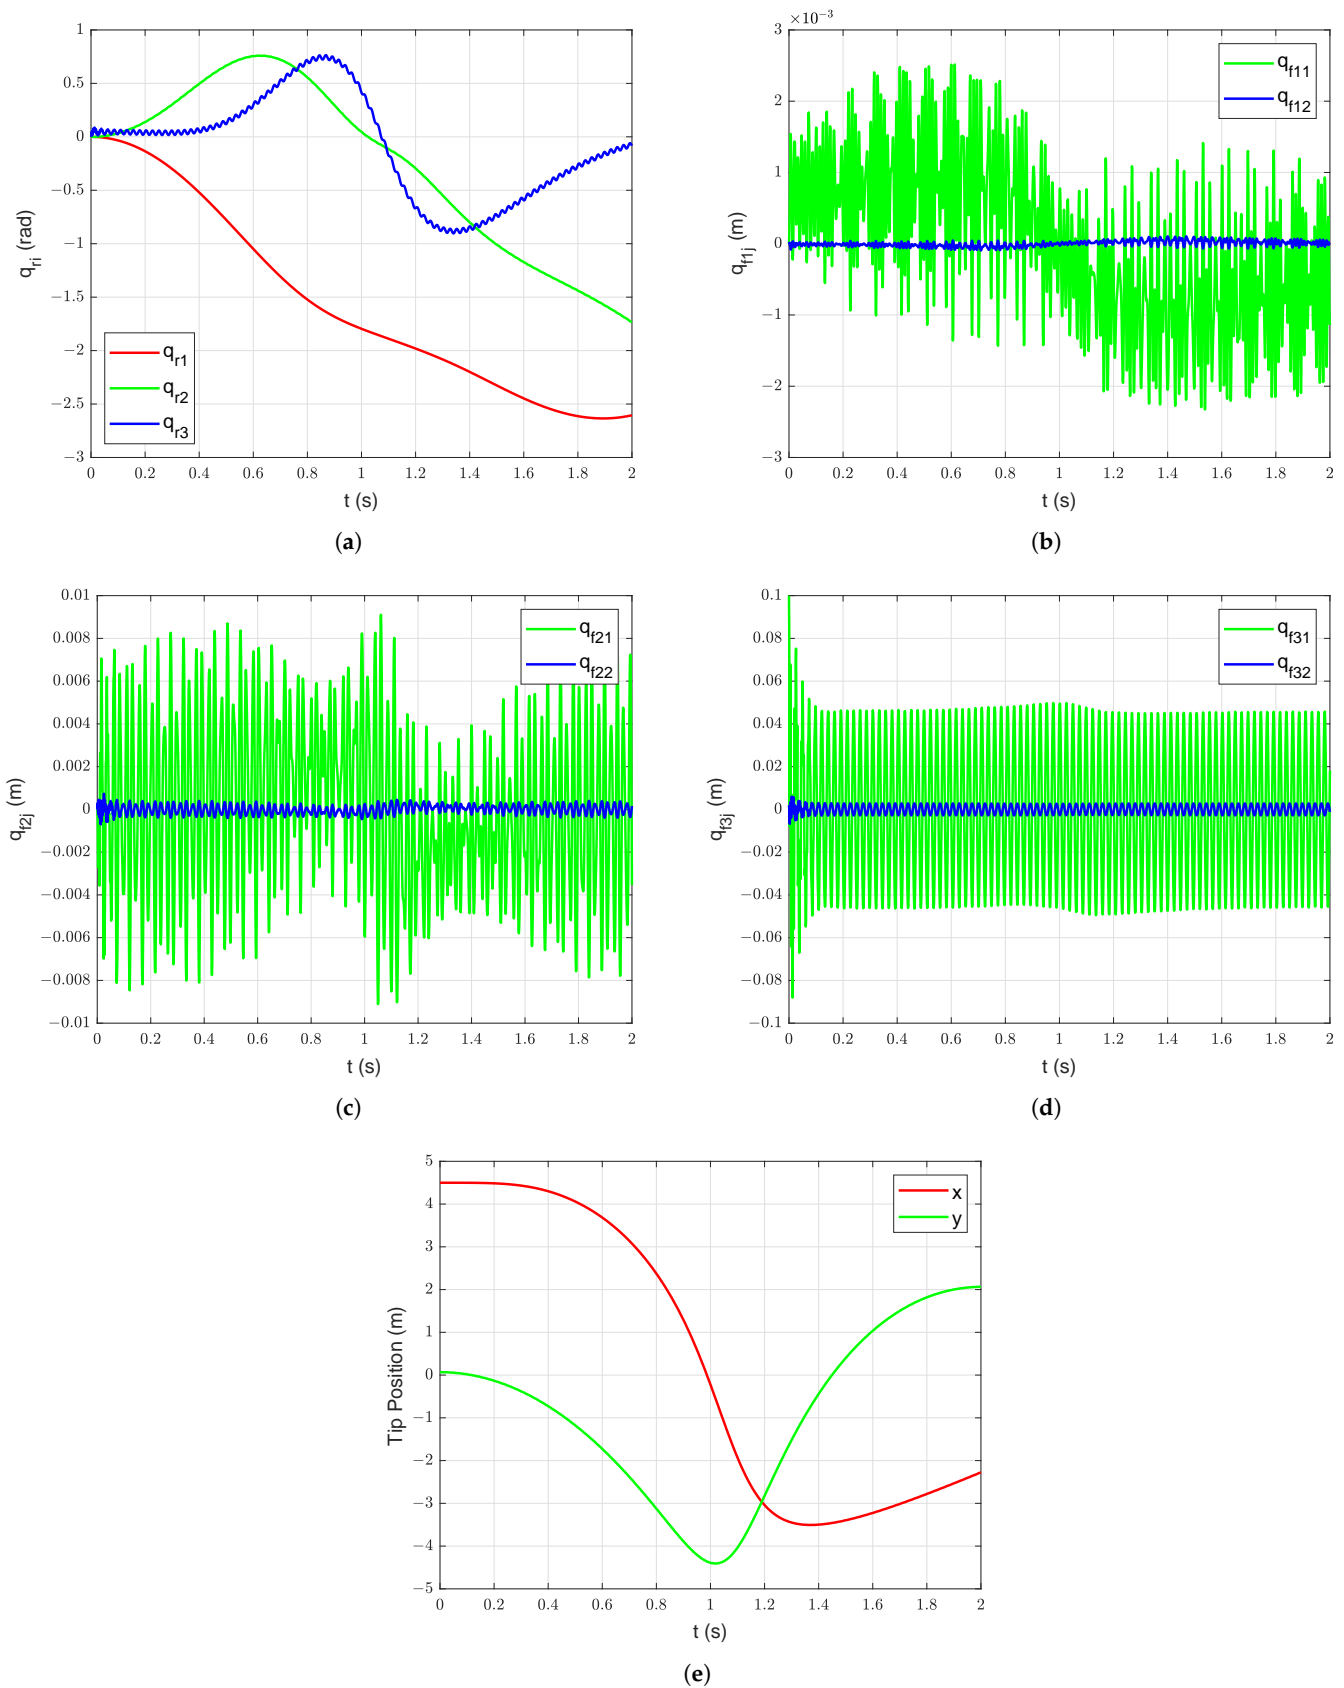 1
0.5
0
−0.5
−1
−1.5
−2
−2.5
−3
q_ri (rad)
q_r1
q_r2
q_r3
0 0.2 0.4 0.6 0.8 1 1.2 1.4 1.6 1.8 2
t (s)
(a)
×10^−3
3
2
1
0
−1
−2
−3
q_f1j (m)
q_f11
q_f12
0 0.2 0.4 0.6 0.8 1 1.2 1.4 1.6 1.8 2
t (s)
(b)
0.01
0.008
0.006
0.004
0.002
0
−0.002
−0.004
−0.006
−0.008
−0.01
q_f2j (m)
q_f21
q_f22
0 0.2 0.4 0.6 0.8 1 1.2 1.4 1.6 1.8 2
t (s)
(c)
0.1
0.08
0.06
0.04
0.02
0
−0.02
−0.04
−0.06
−0.08
−0.1
q_f3j (m)
q_f31
q_f32
0 0.2 0.4 0.6 0.8 1 1.2 1.4 1.6 1.8 2
t (s)
(d)
5
4
3
2
1
0
−1
−2
−3
−4
−5
Tip Position (m)
x
y
0 0.2 0.4 0.6 0.8 1 1.2 1.4 1.6 1.8 2
t (s)
(e)